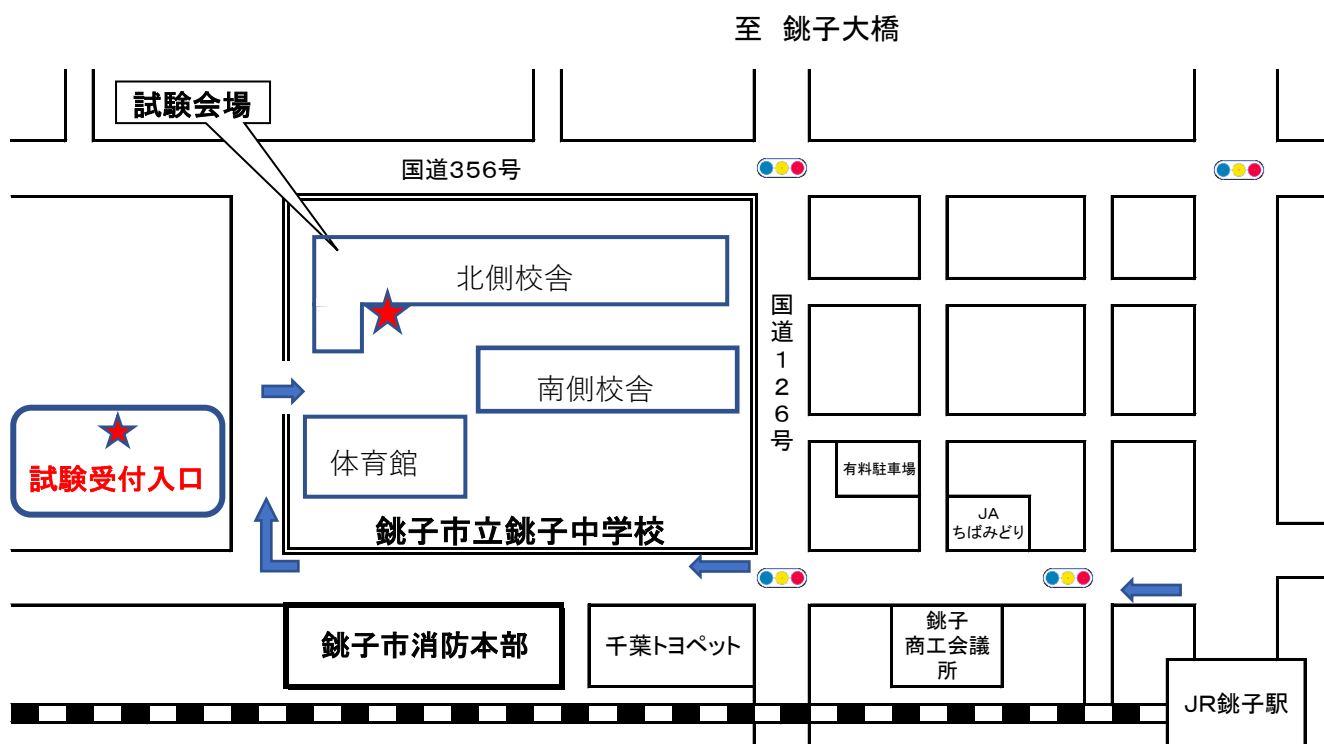 至 銚子大橋
試験会場
国道356号
北側校舎
国道126号
南側校舎
試験受付入口
体育館
有料駐車場
JA
ちばみどり
銚子市立銚子中学校
銚子市消防本部
千葉トヨペット
銚子
商工会議
所
JR銚子駅